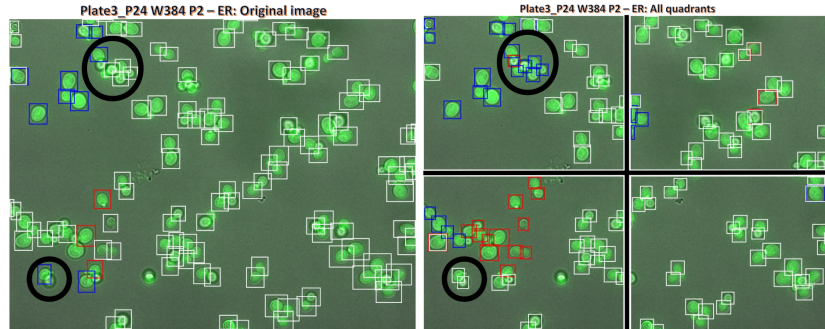 Plate3_P24 W384 P2 – ER: Original image
Plate3_P24 W384 P2 – ER: All quadrants